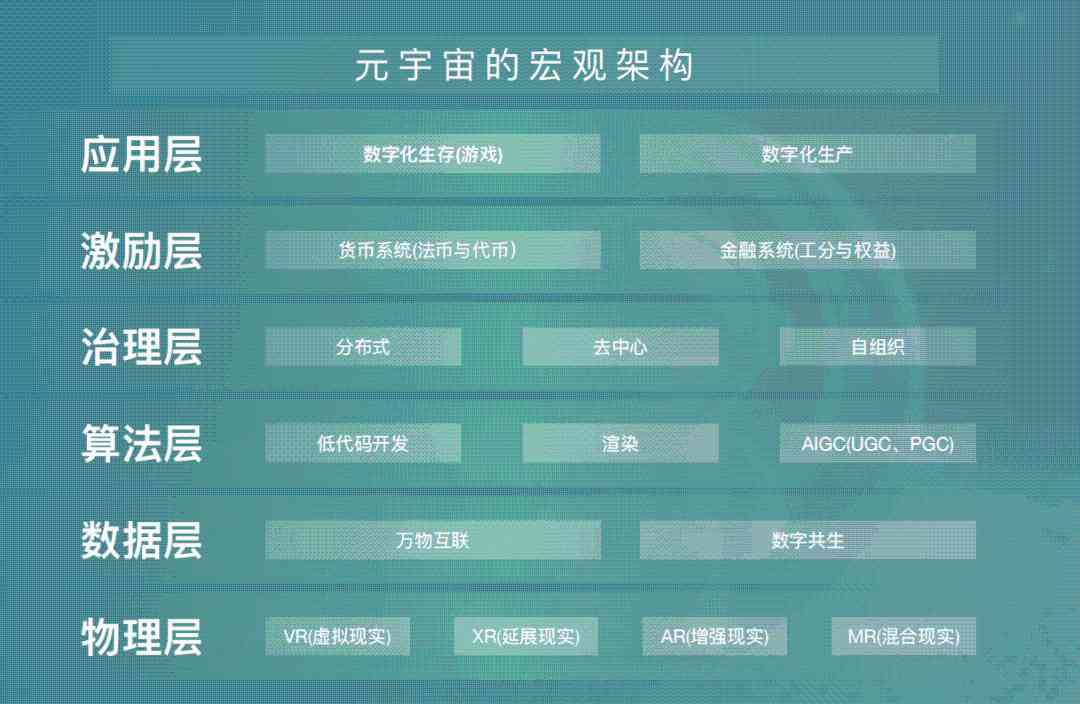 元宇宙的宏观架构
应用层 数字化生存(游戏) 数字化生产
激励层 货币系统(法币与代币） 金融系统(工分与权益)
治理层 分布式 去中心 自组织
算法层 低代码开发 渲染 AIGC(UGC、PGC)
数据层 万物互联 数字共生
物理层 VR(虚拟现实) XR(延展现实) AR(增强现实) MR(混合现实)